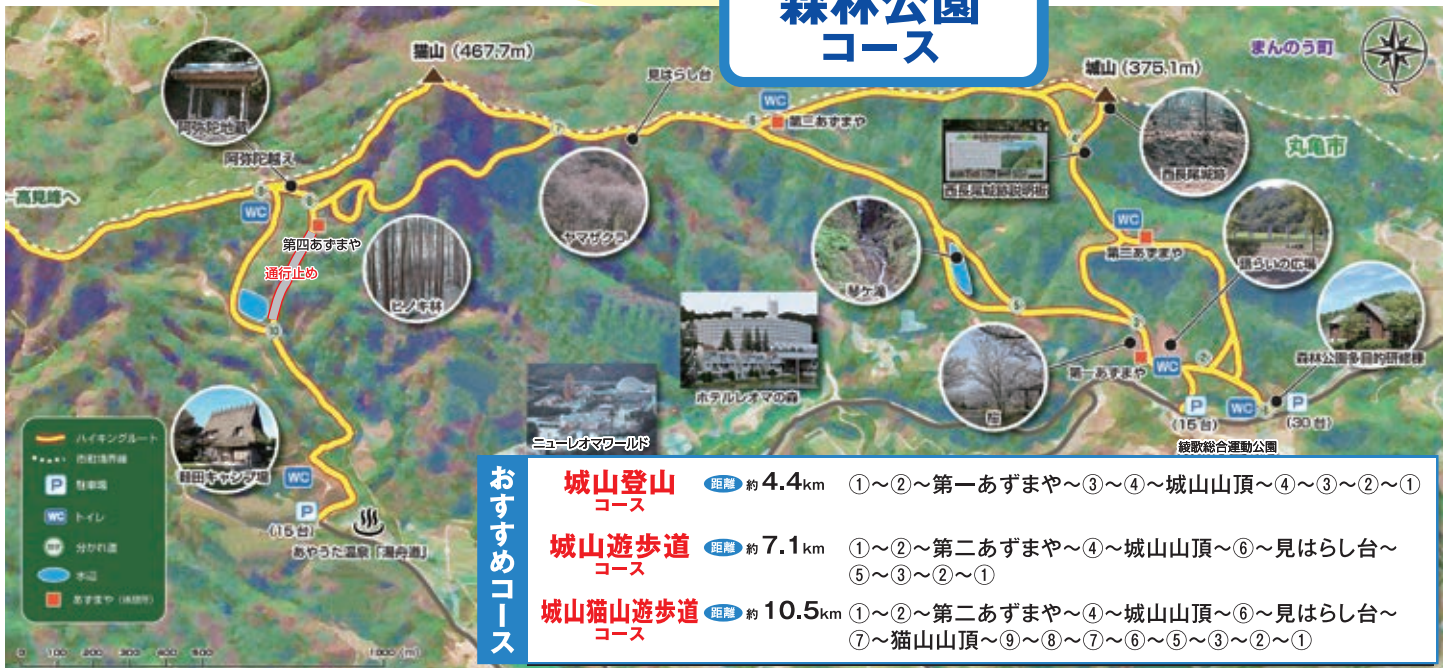 森林公園
コース
猫山 (467.7m)
見はらし台
城山 (375.1m)
まんのう町
阿弥陀地蔵
WC
第三あずまや
阿弥陀越え
西長尾城跡説明板
西長尾城跡
丸亀市
高見峰へ
WC
ヤマザクラ
WC
第四あずまや
通行止め
ヒノキ林
琴ケ滝
第二あずまや
憩らいの広場
ホテルレオマの森
桜
第一あずまや
WC
森林公園多目的研修棟
ニューレオマワールド
P
(15台)
WC
P
(30台)
綾歌総合運動公園
ハイキングルート
市町境界線
P 駐車場
WC トイレ
分かれ道
水辺
あずまや (休憩所)
WC
P
(15台)
あやうた温泉「湯舟道」
0 100 200 300 400 500 1000 (m)
おすすめコース
城山登山
コース
距離 約 4.4km
①～②～第一あずまや～③～④～城山山頂～④～③～②～①
城山遊歩道
コース
距離 約 7.1km
①～②～第二あずまや～④～城山山頂～⑥～見はらし台～
⑤～③～②～①
城山猫山遊歩道
コース
距離 約 10.5km
①～②～第二あずまや～④～城山山頂～⑥～見はらし台～
⑦～猫山山頂～⑨～⑧～⑦～⑥～⑤～③～②～①